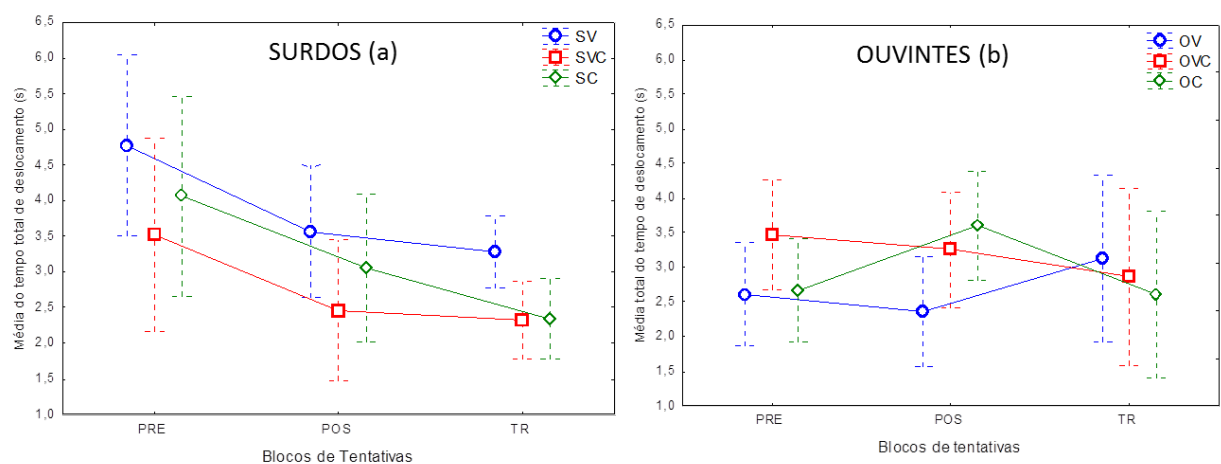 SURDOS (a)
SV
SVC
SC
Média do tempo total de deslocamento (s)
6,5
6,0
5,5
5,0
4,5
4,0
3,5
3,0
2,5
2,0
1,5
1,0
PRE POS TR
Blocos de Tentativas
OUVINTES (b)
OV
OVC
OC
Média total do tempo de deslocamento (s)
6,5
6,0
5,5
5,0
4,5
4,0
3,5
3,0
2,5
2,0
1,5
1,0
PRE POS TR
Blocos de tentativas